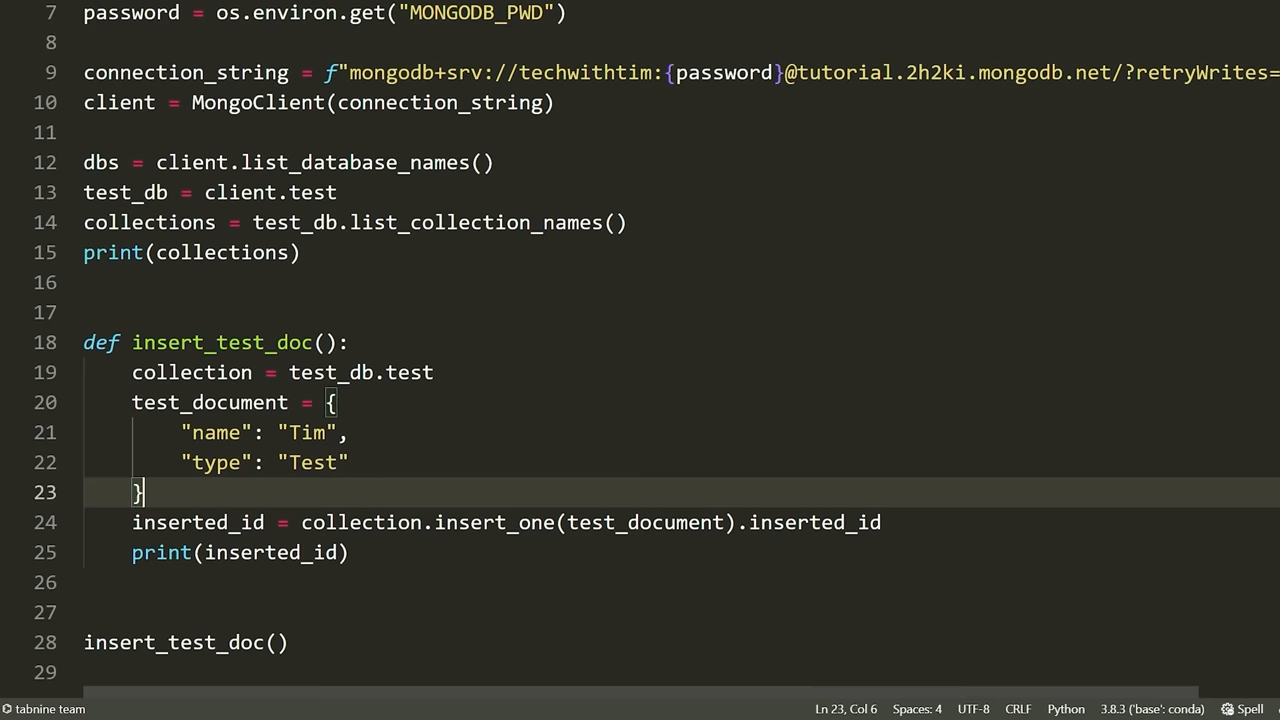 7 password = os.environ.get("MONGODB_PWD")
8
9 connection_string = f"mongodb+srv://techwithtim:{password}@tutorial.2h2ki.mongodb.net/?retryWrites=
10 client = MongoClient(connection_string)
11
12 dbs = client.list_database_names()
13 test_db = client.test
14 collections = test_db.list_collection_names()
15 print(collections)
16
17
18 def insert_test_doc():
19     collection = test_db.test
20     test_document = {
21         "name": "Tim",
22         "type": "Test"
23     }
24     inserted_id = collection.insert_one(test_document).inserted_id
25     print(inserted_id)
26
27
28 insert_test_doc()
29
tabnine team Ln 23, Col 6 Spaces: 4 UTF-8 CRLF Python 3.8.3 ('base': conda) Spell